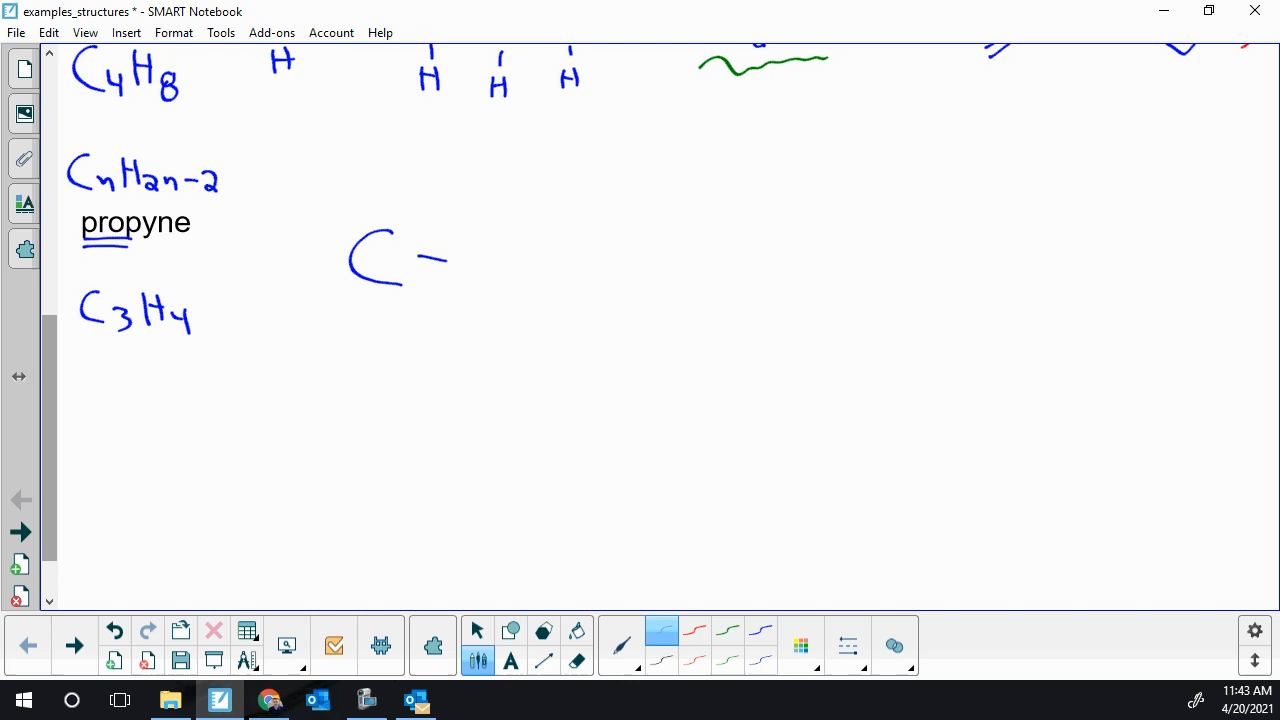 examples_structures * - SMART Notebook
File Edit View Insert Format Tools Add-ons Account Help
C4H8 H H H H
CnH2n-2
propyne
C -
C3H4
11:43 AM
4/20/2021